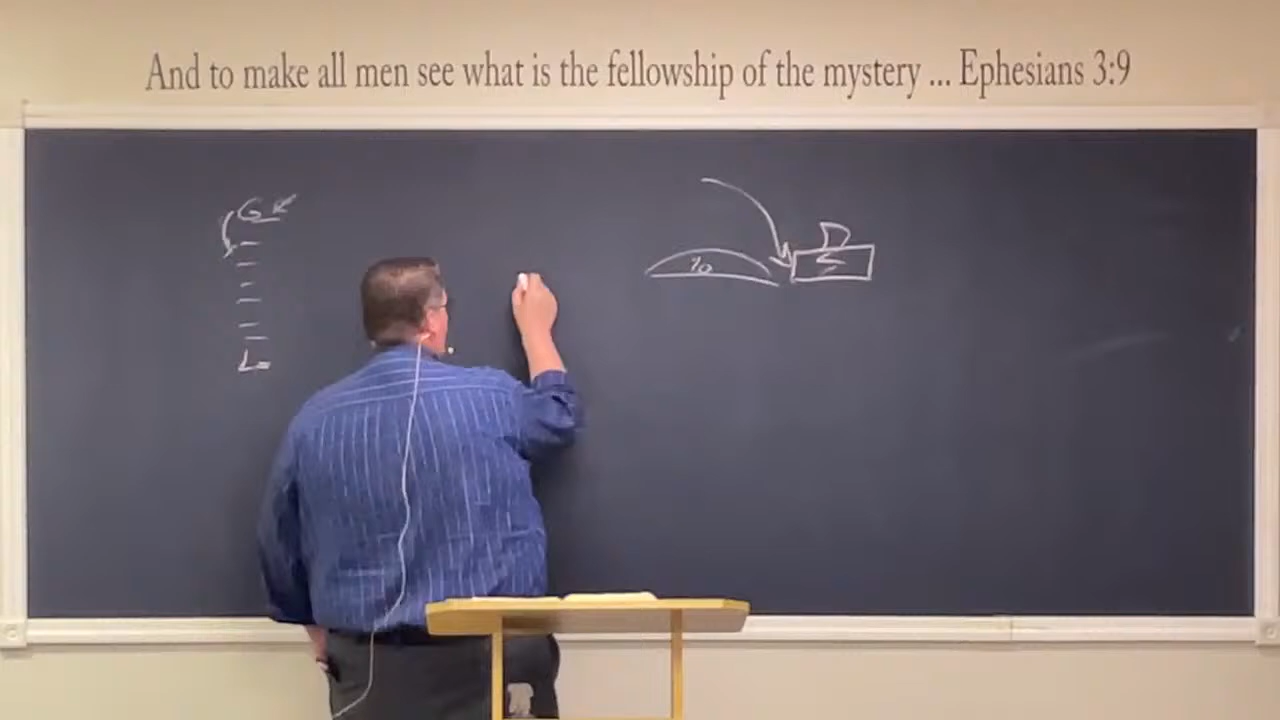 And to make all men see what is the fellowship of the mystery ... Ephesians 3:9
G
L
%
D